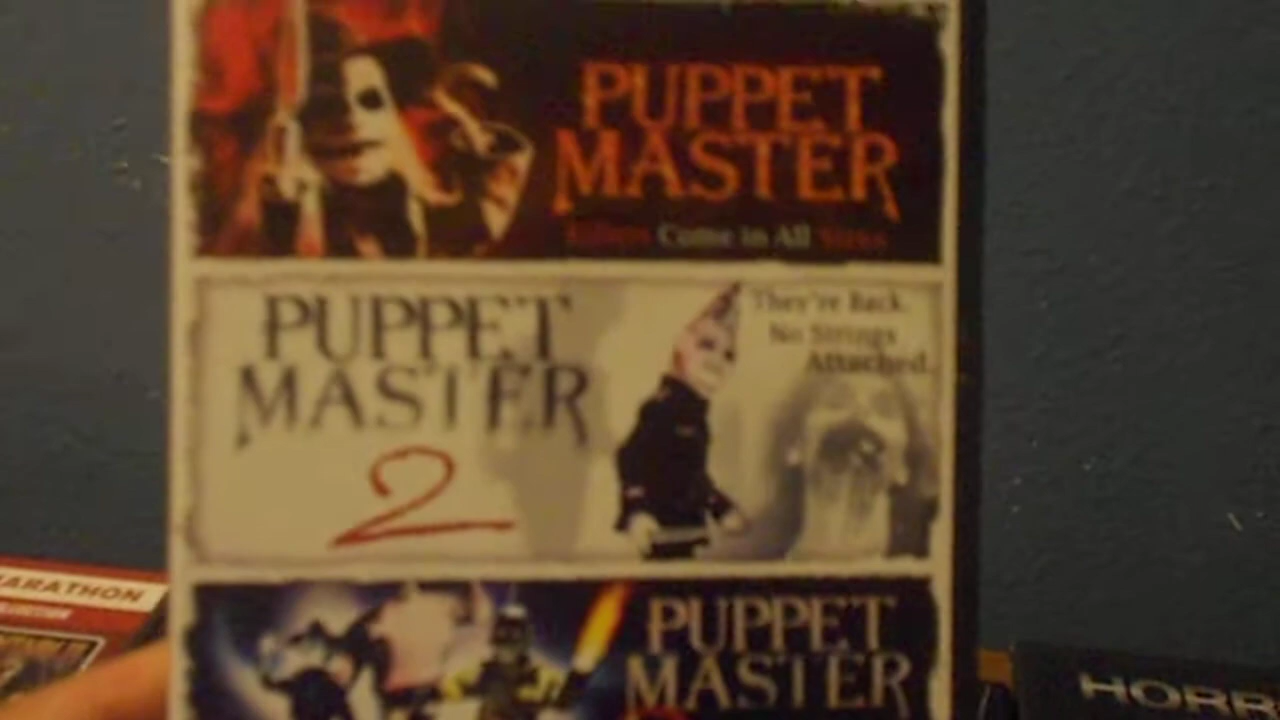 PUPPET
MASTER
Killers Come in All Sizes
PUPPET
MASTER
2
They're Back.
No Strings
Attached.
PUPPET
MASTER
MARATHON
HORR